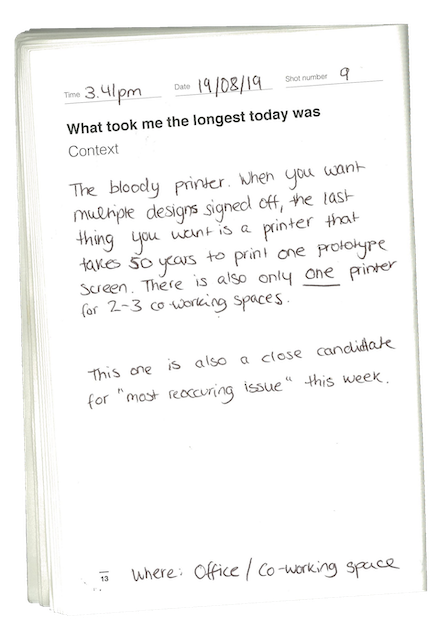 Time 3.41pm Date 19/08/19 Shot number 9
What took me the longest today was
Context
The bloody printer. When you want
multiple designs signed off, the last
thing you want is a printer that
takes 50 years to print one prototype
screen. There is also only one printer
for 2-3 co-working spaces.
This one is also a close candidate
for "most reoccuring issue" this week.
13 Where: Office / Co-working space